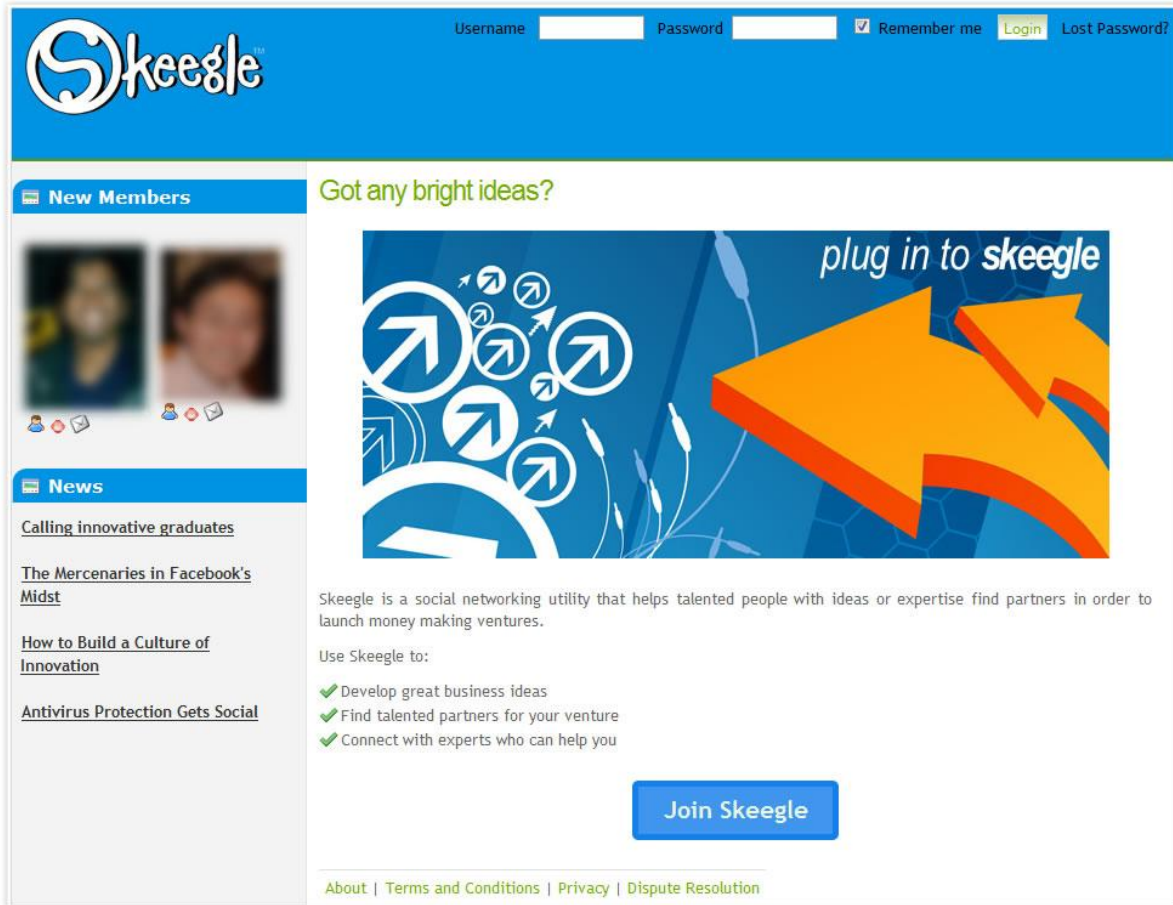 Skeegle™
Username Password Remember me Login Lost Password?
New Members
News
Calling innovative graduates
The Mercenaries in Facebook's
Midst
How to Build a Culture of
Innovation
Antivirus Protection Gets Social
Got any bright ideas?
plug in to skeegle
Skeegle is a social networking utility that helps talented people with ideas or expertise find partners in order to
launch money making ventures.
Use Skeegle to:
Develop great business ideas
Find talented partners for your venture
Connect with experts who can help you
Join Skeegle
About | Terms and Conditions | Privacy | Dispute Resolution